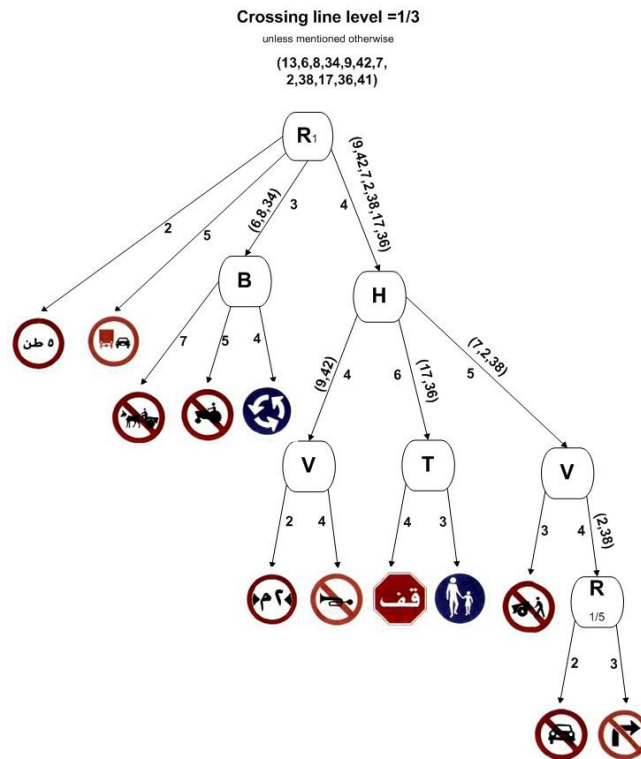 Crossing line level =1/3
unless mentioned otherwise
(13,6,8,34,9,42,7,
2,38,17,36,41)
R1
2
5
(6,8,34)
3
4
(9,42,7,2,38,17,36)
B
H
٥ طن
7
5
4
(9,42)
4
6
(17,36)
5
(7,2,38)
V
T
V
2
4
4
3
3
4
(2,38)
٢ م
قف
R
1/5
2
3